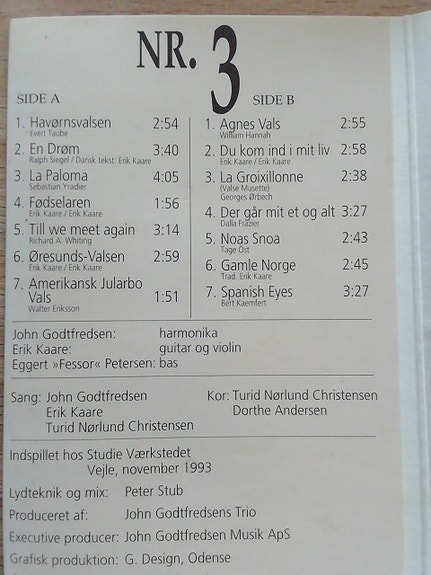 NR. 3
SIDE A
1. Havørnsvalsen 2:54
Evert Taube
2. En Drøm 3:40
Ralph Siegel / Dansk tekst. Erik Kaare
3. La Paloma 4:05
Sebastian Yradier
4. Fødselaren 1:56
Erik Kaare / Erik Kaare
5. Till we meet again 3:14
Richard A. Whiting
6. Øresunds-Valsen 2:59
Erik Kaare / Erik Kaare
7. Amerikansk Jularbo
Vals 1:51
Walter Eriksson
SIDE B
1. Agnes Vals 2:55
William Hannah
2. Du kom ind i mit liv 2:58
Erik Kaare / Erik Kaare
3. La Groixillonne 2:38
(Valse Musette)
Georges Ørbech
4. Der går mit et og alt 3:27
Dalla Frazier
5. Noas Snoa 2:43
Tage Öst
6. Gamle Norge 2:45
Trad. Erik Kaare
7. Spanish Eyes 3:27
Bert Kaemfert
John Godtfredsen: harmonika
Erik Kaare: guitar og violin
Eggert »Fessor« Petersen: bas
Sang: John Godtfredsen
Erik Kaare
Turid Nørlund Christensen
Kor: Turid Nørlund Christensen
Dorthe Andersen
Indspillet hos Studie Værkstedet
Vejle, november 1993
Lydteknik og mix: Peter Stub
Produceret af: John Godtfredsens Trio
Executive producer: John Godtfredsen Musik ApS
Grafisk produktion: G. Design, Odense